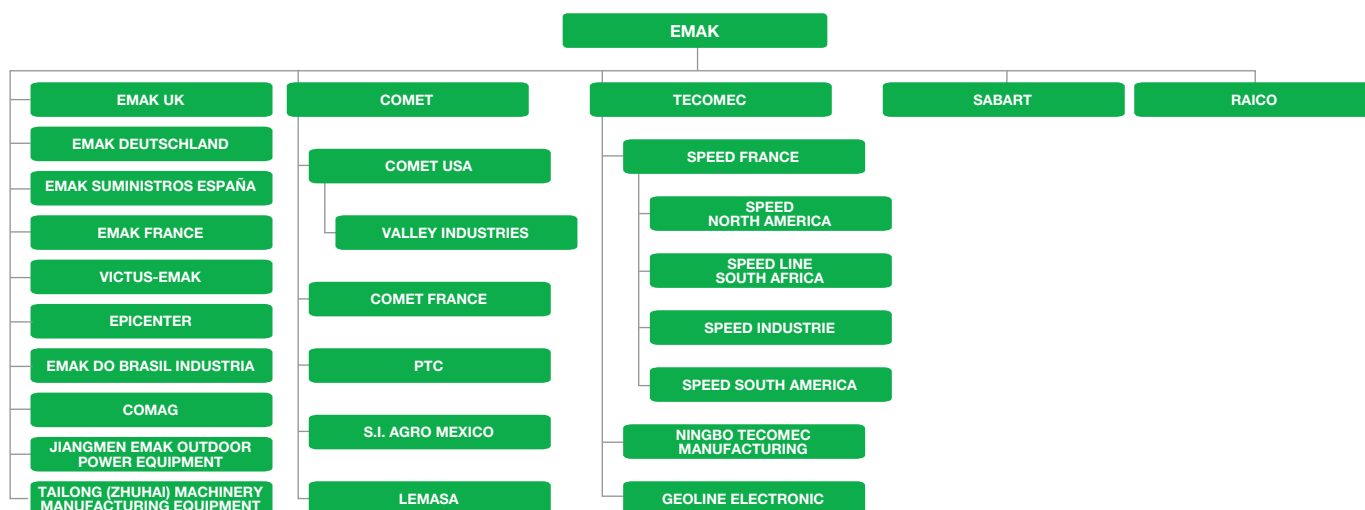 EMAK
EMAK UK
EMAK DEUTSCHLAND
EMAK SUMINISTROS ESPAÑA
EMAK FRANCE
VICTUS-EMAK
EPICENTER
EMAK DO BRASIL INDUSTRIA
COMAG
JIANGMEN EMAK OUTDOOR
POWER EQUIPMENT
TAILONG (ZHUHAI) MACHINERY
MANUFACTURING EQUIPMENT
COMET
COMET USA
VALLEY INDUSTRIES
COMET FRANCE
PTC
S.I. AGRO MEXICO
LEMASA
TECOMEC
SPEED FRANCE
SPEED
NORTH AMERICA
SPEED LINE
SOUTH AFRICA
SPEED INDUSTRIE
SPEED SOUTH AMERICA
NINGBO TECOMEC
MANUFACTURING
GEOLINE ELECTRONIC
SABART
RAICO